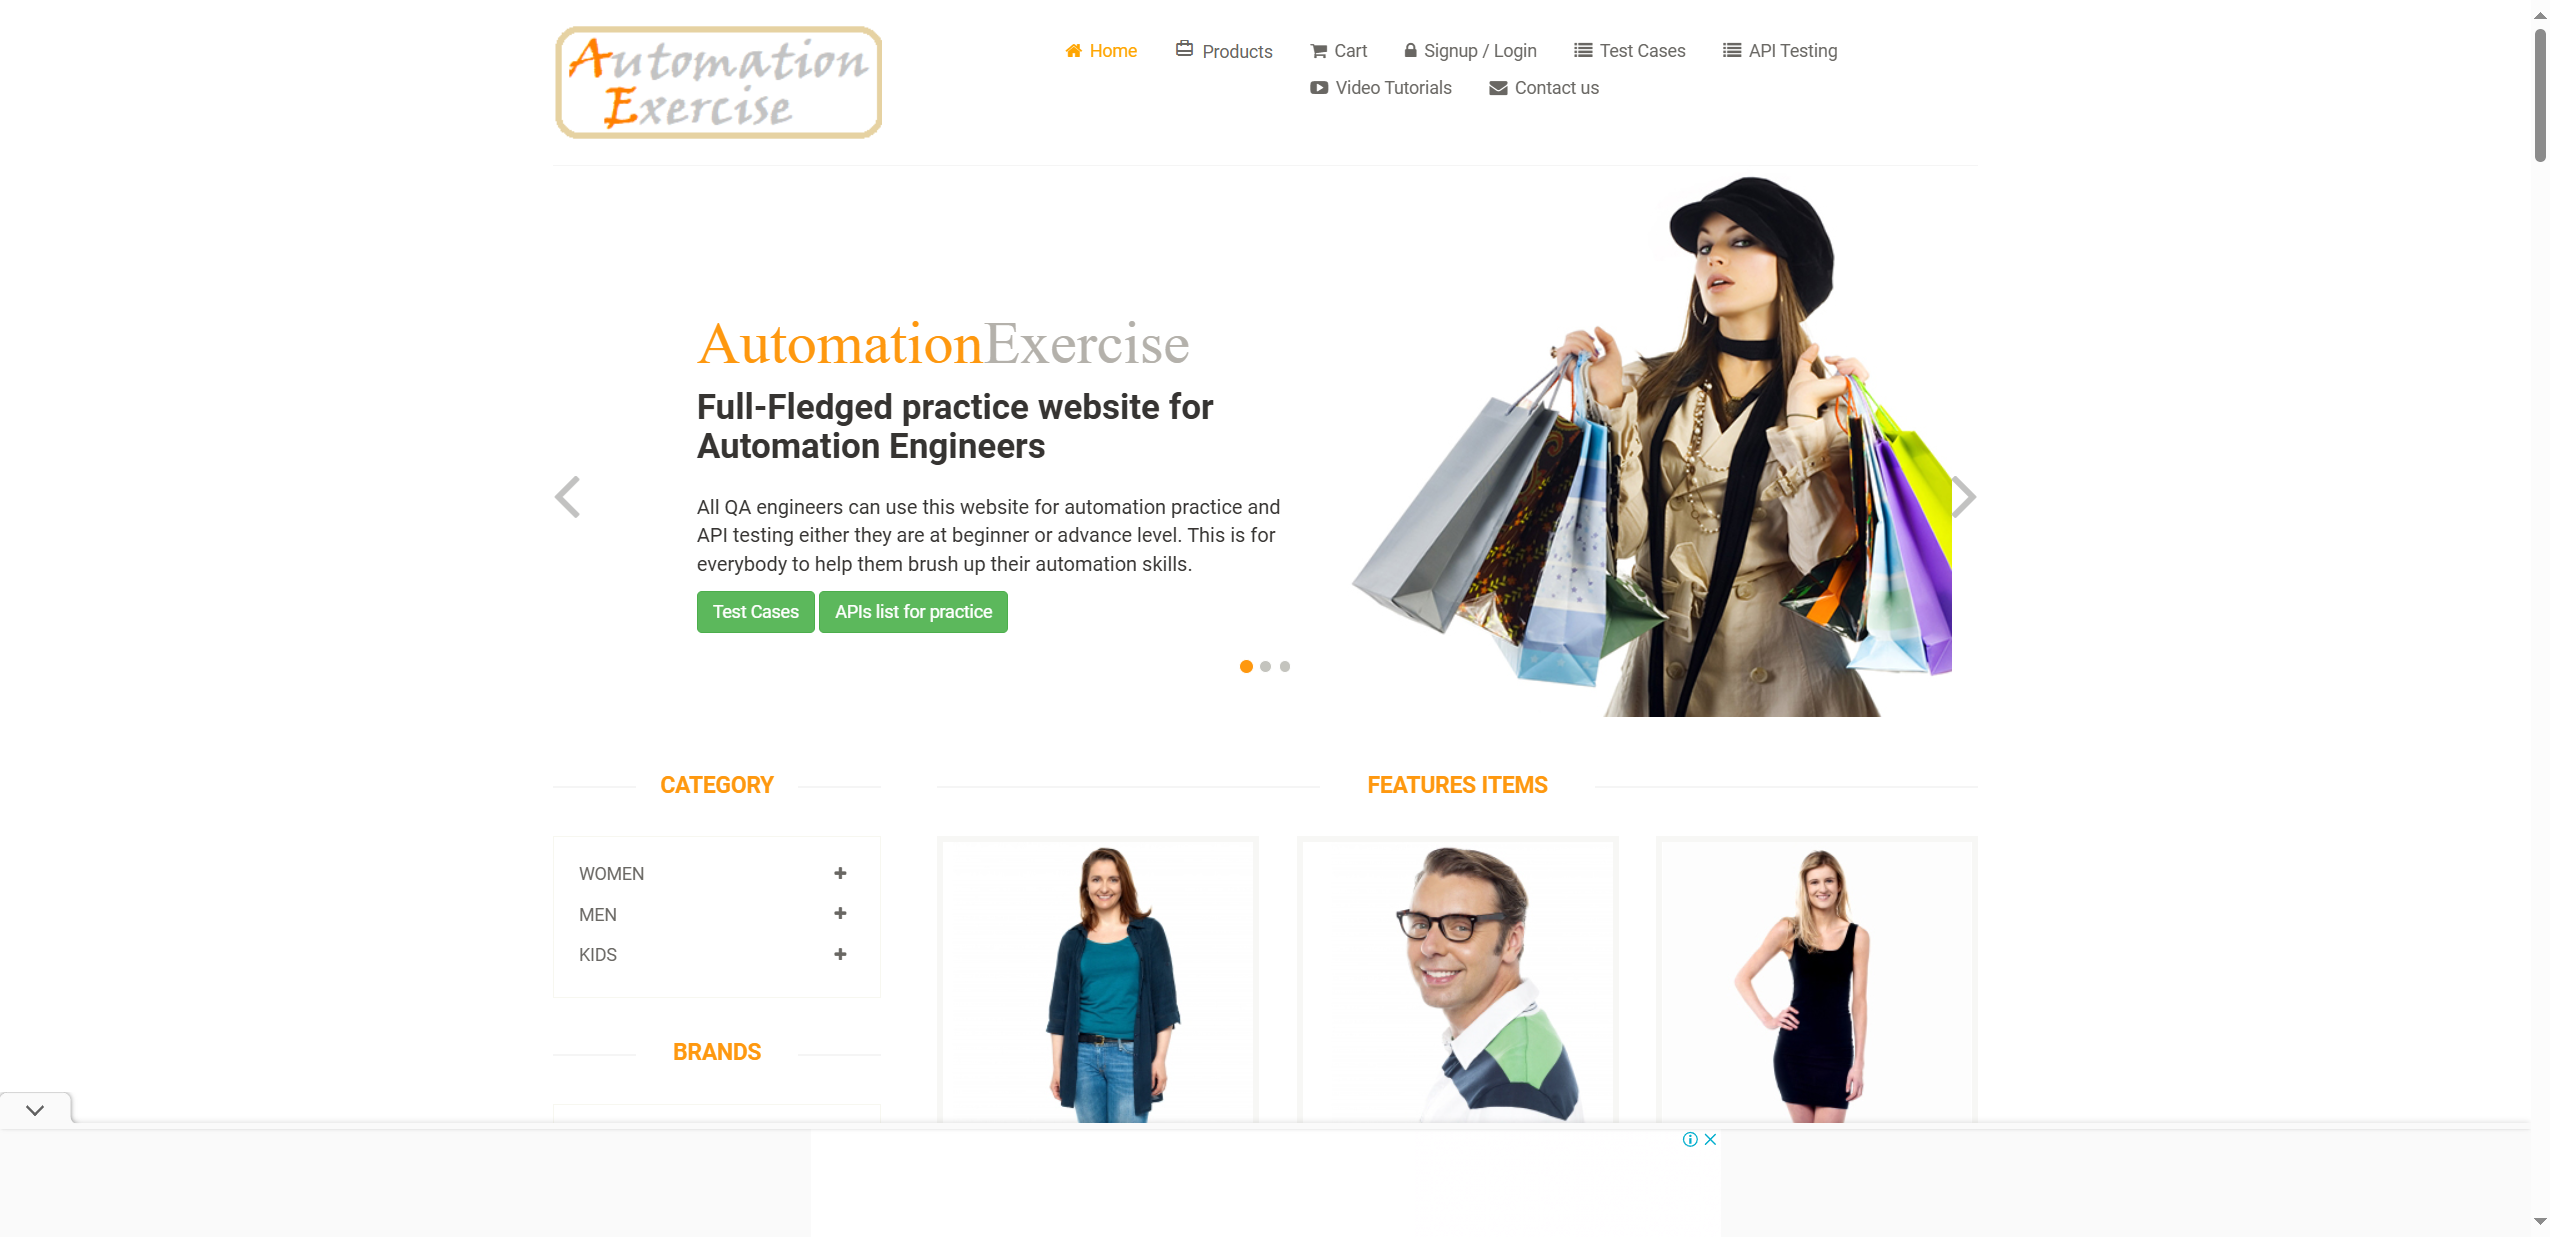 Automation
Exercise
Home Products Cart Signup / Login Test Cases API Testing
Video Tutorials Contact us
AutomationExercise
Full-Fledged practice website for
Automation Engineers
All QA engineers can use this website for automation practice and
API testing either they are at beginner or advance level. This is for
everybody to help them brush up their automation skills.
Test Cases APIs list for practice
CATEGORY
WOMEN
MEN
KIDS
BRANDS
FEATURES ITEMS